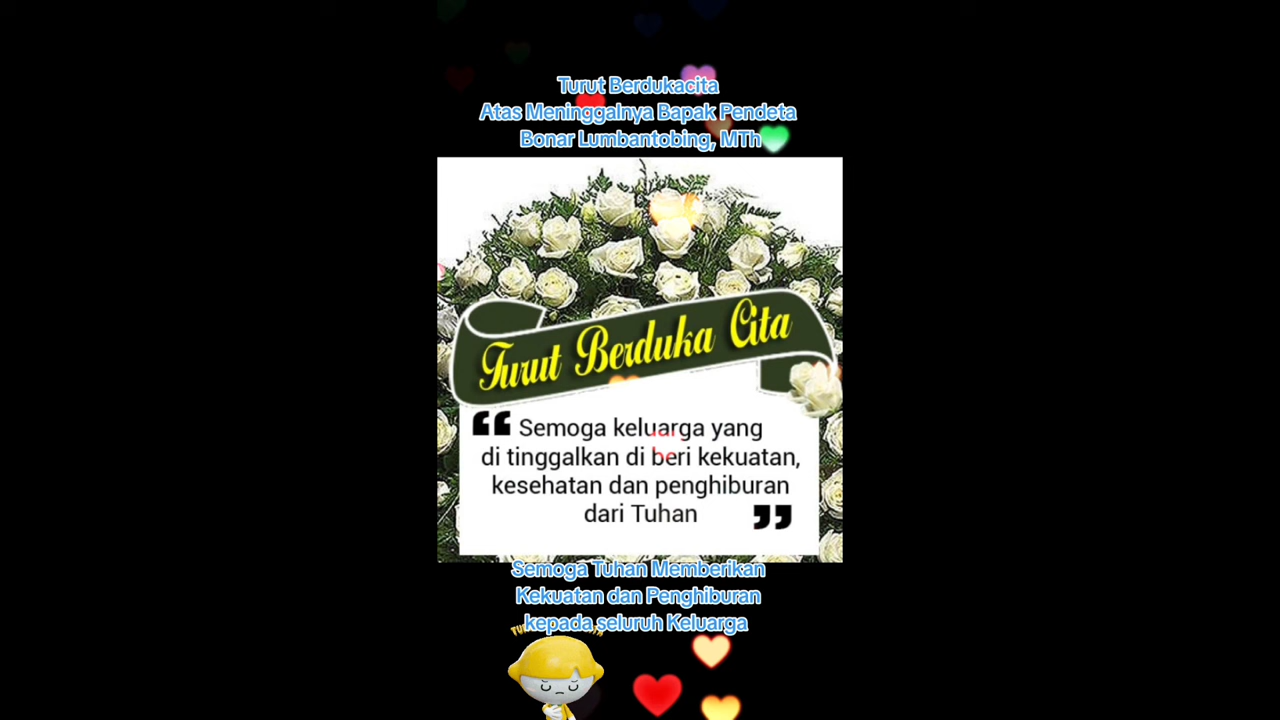 Turut Berdukacita
Atas Meninggalnya Bapak Pendeta
Bonar Lumbantobing, MTh
Turut Berduka Cita
“ Semoga keluarga yang
di tinggalkan di beri kekuatan,
kesehatan dan penghiburan
dari Tuhan ”
Semoga Tuhan Memberikan
Kekuatan dan Penghiburan
kepada seluruh Keluarga